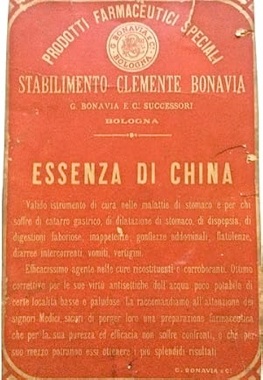 PRODOTTI FARMACEUTICI SPECIALI
G. BONAVIA & C.
BOLOGNA
STABILIMENTO CLEMENTE BONAVIA
G. BONAVIA E C. SUCCESSORI
BOLOGNA
ESSENZA DI CHINA
Valido istrumento di cura nelle malattie di stomaco e per chi
soffre di catarro gastrico, di dilatazione di stomaco, di dispepsia, di
digestioni laboriose, inappetenze, gonfiezze addominali, flatulenze,
diarree intercorrenti, vomiti, vertigine.
Efficacissimo agente nelle cure ricostituenti e corroboranti. Ottimo
correttivo per le sue virtù antisettiche dell'acqua poco potabile di
certe località basse e paludose. La raccomandiamo all'attenzione dei
signori Medici sicuri di porger loro una preparazione farmaceutica
che per la sua purezza ed efficacia non soffre confronti, e che pel
suo mezzo potranno essi ottenere i più splendidi risultati.
G. BONAVIA & C.